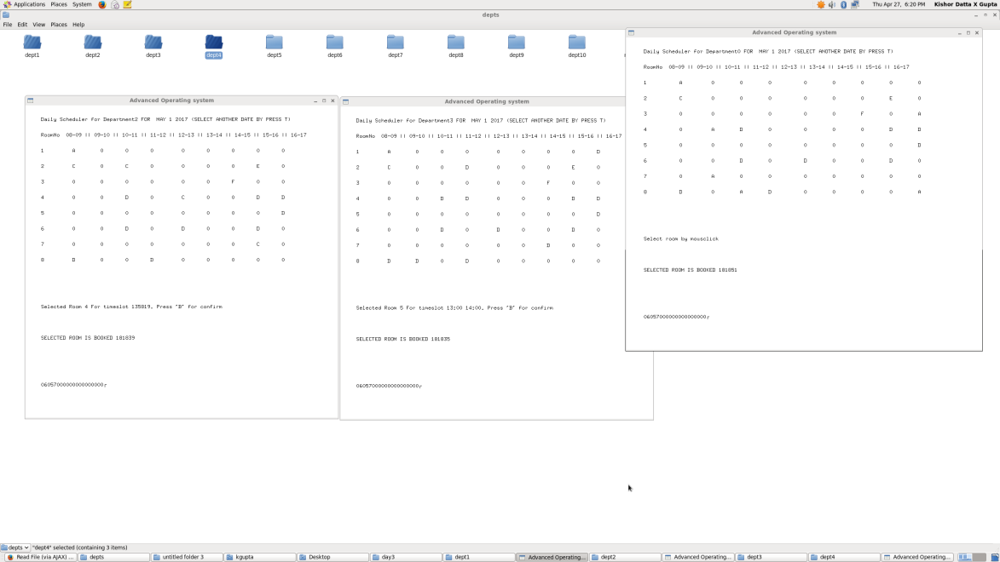 Applications Places System Thu Apr 27, 6:20 PM Kishor Datta X Gupta
depts
File Edit View Places Help
dept1 dept2 dept3 dept4 dept5 dept6 dept7 dept8 dept9 dept10
Advanced Operating system
Daily Scheduler for Department2 FOR MAY 1 2017 (SELECT ANOTHER DATE BY PRESS T)
RoomNo 08-09 || 09-10 || 10-11 || 11-12 || 12-13 || 13-14 || 14-15 || 15-16 || 16-17
1 A 0 0 0 0 0 0 0 0
2 C 0 C 0 0 0 0 E 0
3 0 0 0 0 0 0 F 0 0
4 0 0 D 0 C 0 0 D D
5 0 0 0 0 0 0 0 0 D
6 0 0 D 0 D 0 0 D 0
7 0 0 0 0 0 0 0 C 0
8 D 0 0 D 0 0 0 0 0
Selected Room 4 For timeslot 135819, Press "B" for confirm
SELECTED ROOM IS BOOKED 181839
Advanced Operating system
Daily Scheduler for Department3 FOR MAY 1 2017 (SELECT ANOTHER DATE BY PRESS T)
RoomNo 08-09 || 09-10 || 10-11 || 11-12 || 12-13 || 13-14 || 14-15 || 15-16 || 16-17
1 A 0 0 0 0 0 0 0 D
2 C 0 0 D 0 0 0 E 0
3 0 0 0 0 0 0 F 0 0
4 0 0 D D 0 0 0 D D
5 0 0 0 0 0 0 0 0 D
6 0 0 D 0 D 0 0 D 0
7 0 0 0 0 0 0 D 0 0
8 D D 0 D 0 0 0 0 0
Selected Room 5 For timeslot 13:00 14:00, Press "B" for confirm
SELECTED ROOM IS BOOKED 181835
Advanced Operating system
Daily Scheduler for Department0 FOR MAY 1 2017 (SELECT ANOTHER DATE BY PRESS T)
RoomNo 08-09 || 09-10 || 10-11 || 11-12 || 12-13 || 13-14 || 14-15 || 15-16 || 16-17
1 A 0 0 0 0 0 0 0 0
2 C 0 0 0 0 0 0 E 0
3 0 0 0 0 0 0 F 0 A
4 0 A D 0 0 0 0 D D
5 0 0 0 0 0 0 0 0 D
6 0 0 D 0 D 0 0 D 0
7 0 A 0 0 0 0 0 0 0
8 D 0 A D 0 0 0 0 A
Select room by mousclick
SELECTED ROOM IS BOOKED 181851
depts "dept4" selected (containing 3 items)
Read File (via AJAX) ... depts untitled folder 3 kgupta Desktop day3 dept1 Advanced Operating... dept2 Advanced Operating... dept3 dept4 Advanced Operating...